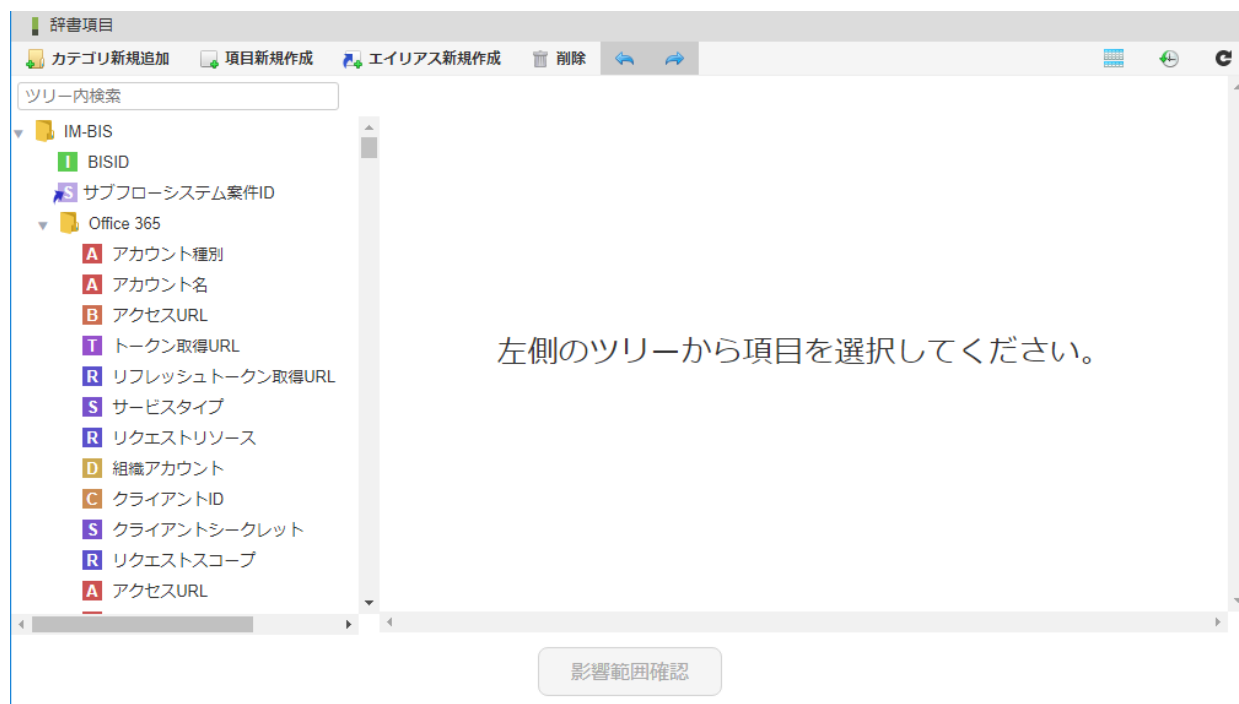 辞書項目
カテゴリ新規追加 項目新規作成 エイリアス新規作成 削除
ツリー内検索
IM-BIS
I BISID
S サブフローシステム案件ID
Office 365
A アカウント種別
A アカウント名
B アクセスURL
T トークン取得URL
R リフレッシュトークン取得URL
S サービスタイプ
R リクエストリソース
D 組織アカウント
C クライアントID
S クライアントシークレット
R リクエストスコープ
A アクセスURL
左側のツリーから項目を選択してください。
影響範囲確認